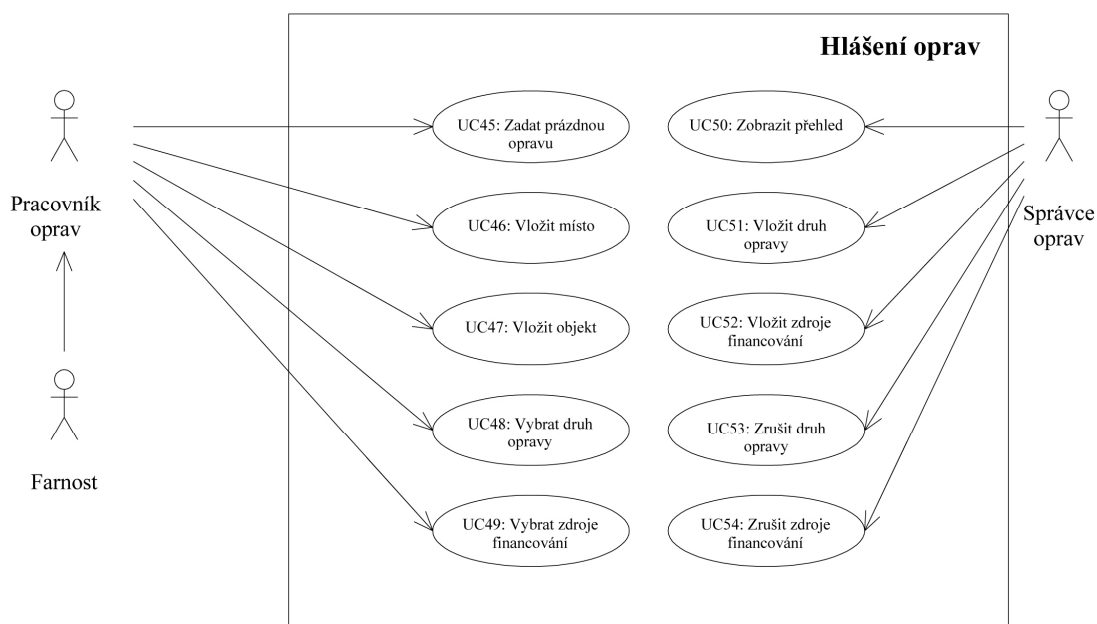 Hlášení oprav
UC45: Zadat prázdnou
opravu
UC50: Zobrazit přehled
Pracovník
oprav
UC46: Vložit místo
UC51: Vložit druh
opravy
Správce
oprav
UC47: Vložit objekt
UC52: Vložit zdroje
financování
UC48: Vybrat druh
opravy
UC53: Zrušit druh
opravy
Farnost
UC49: Vybrat zdroje
financování
UC54: Zrušit zdroje
financování